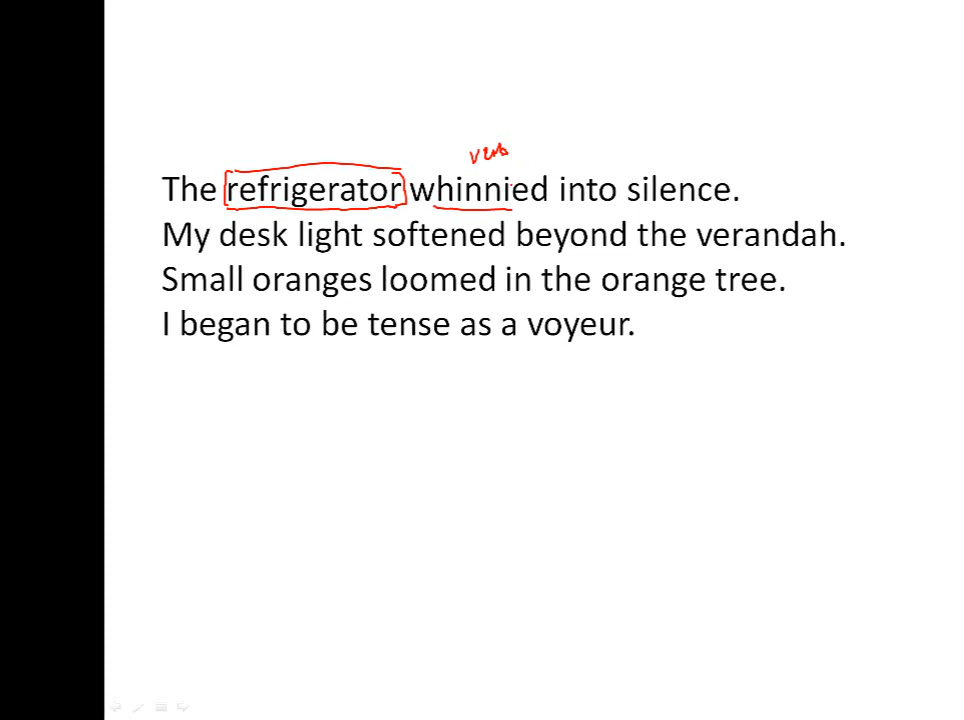 verb
The refrigerator whinnied into silence.
My desk light softened beyond the verandah.
Small oranges loomed in the orange tree.
I began to be tense as a voyeur.